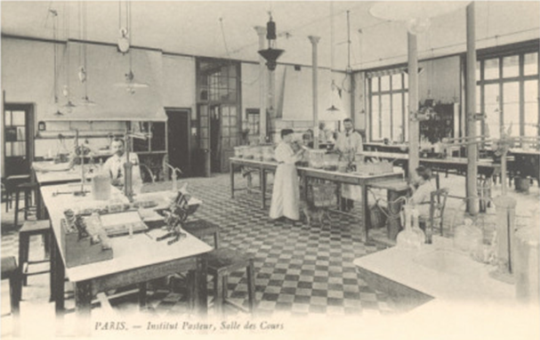 PARIS. — Institut Pasteur, Salle des Cours